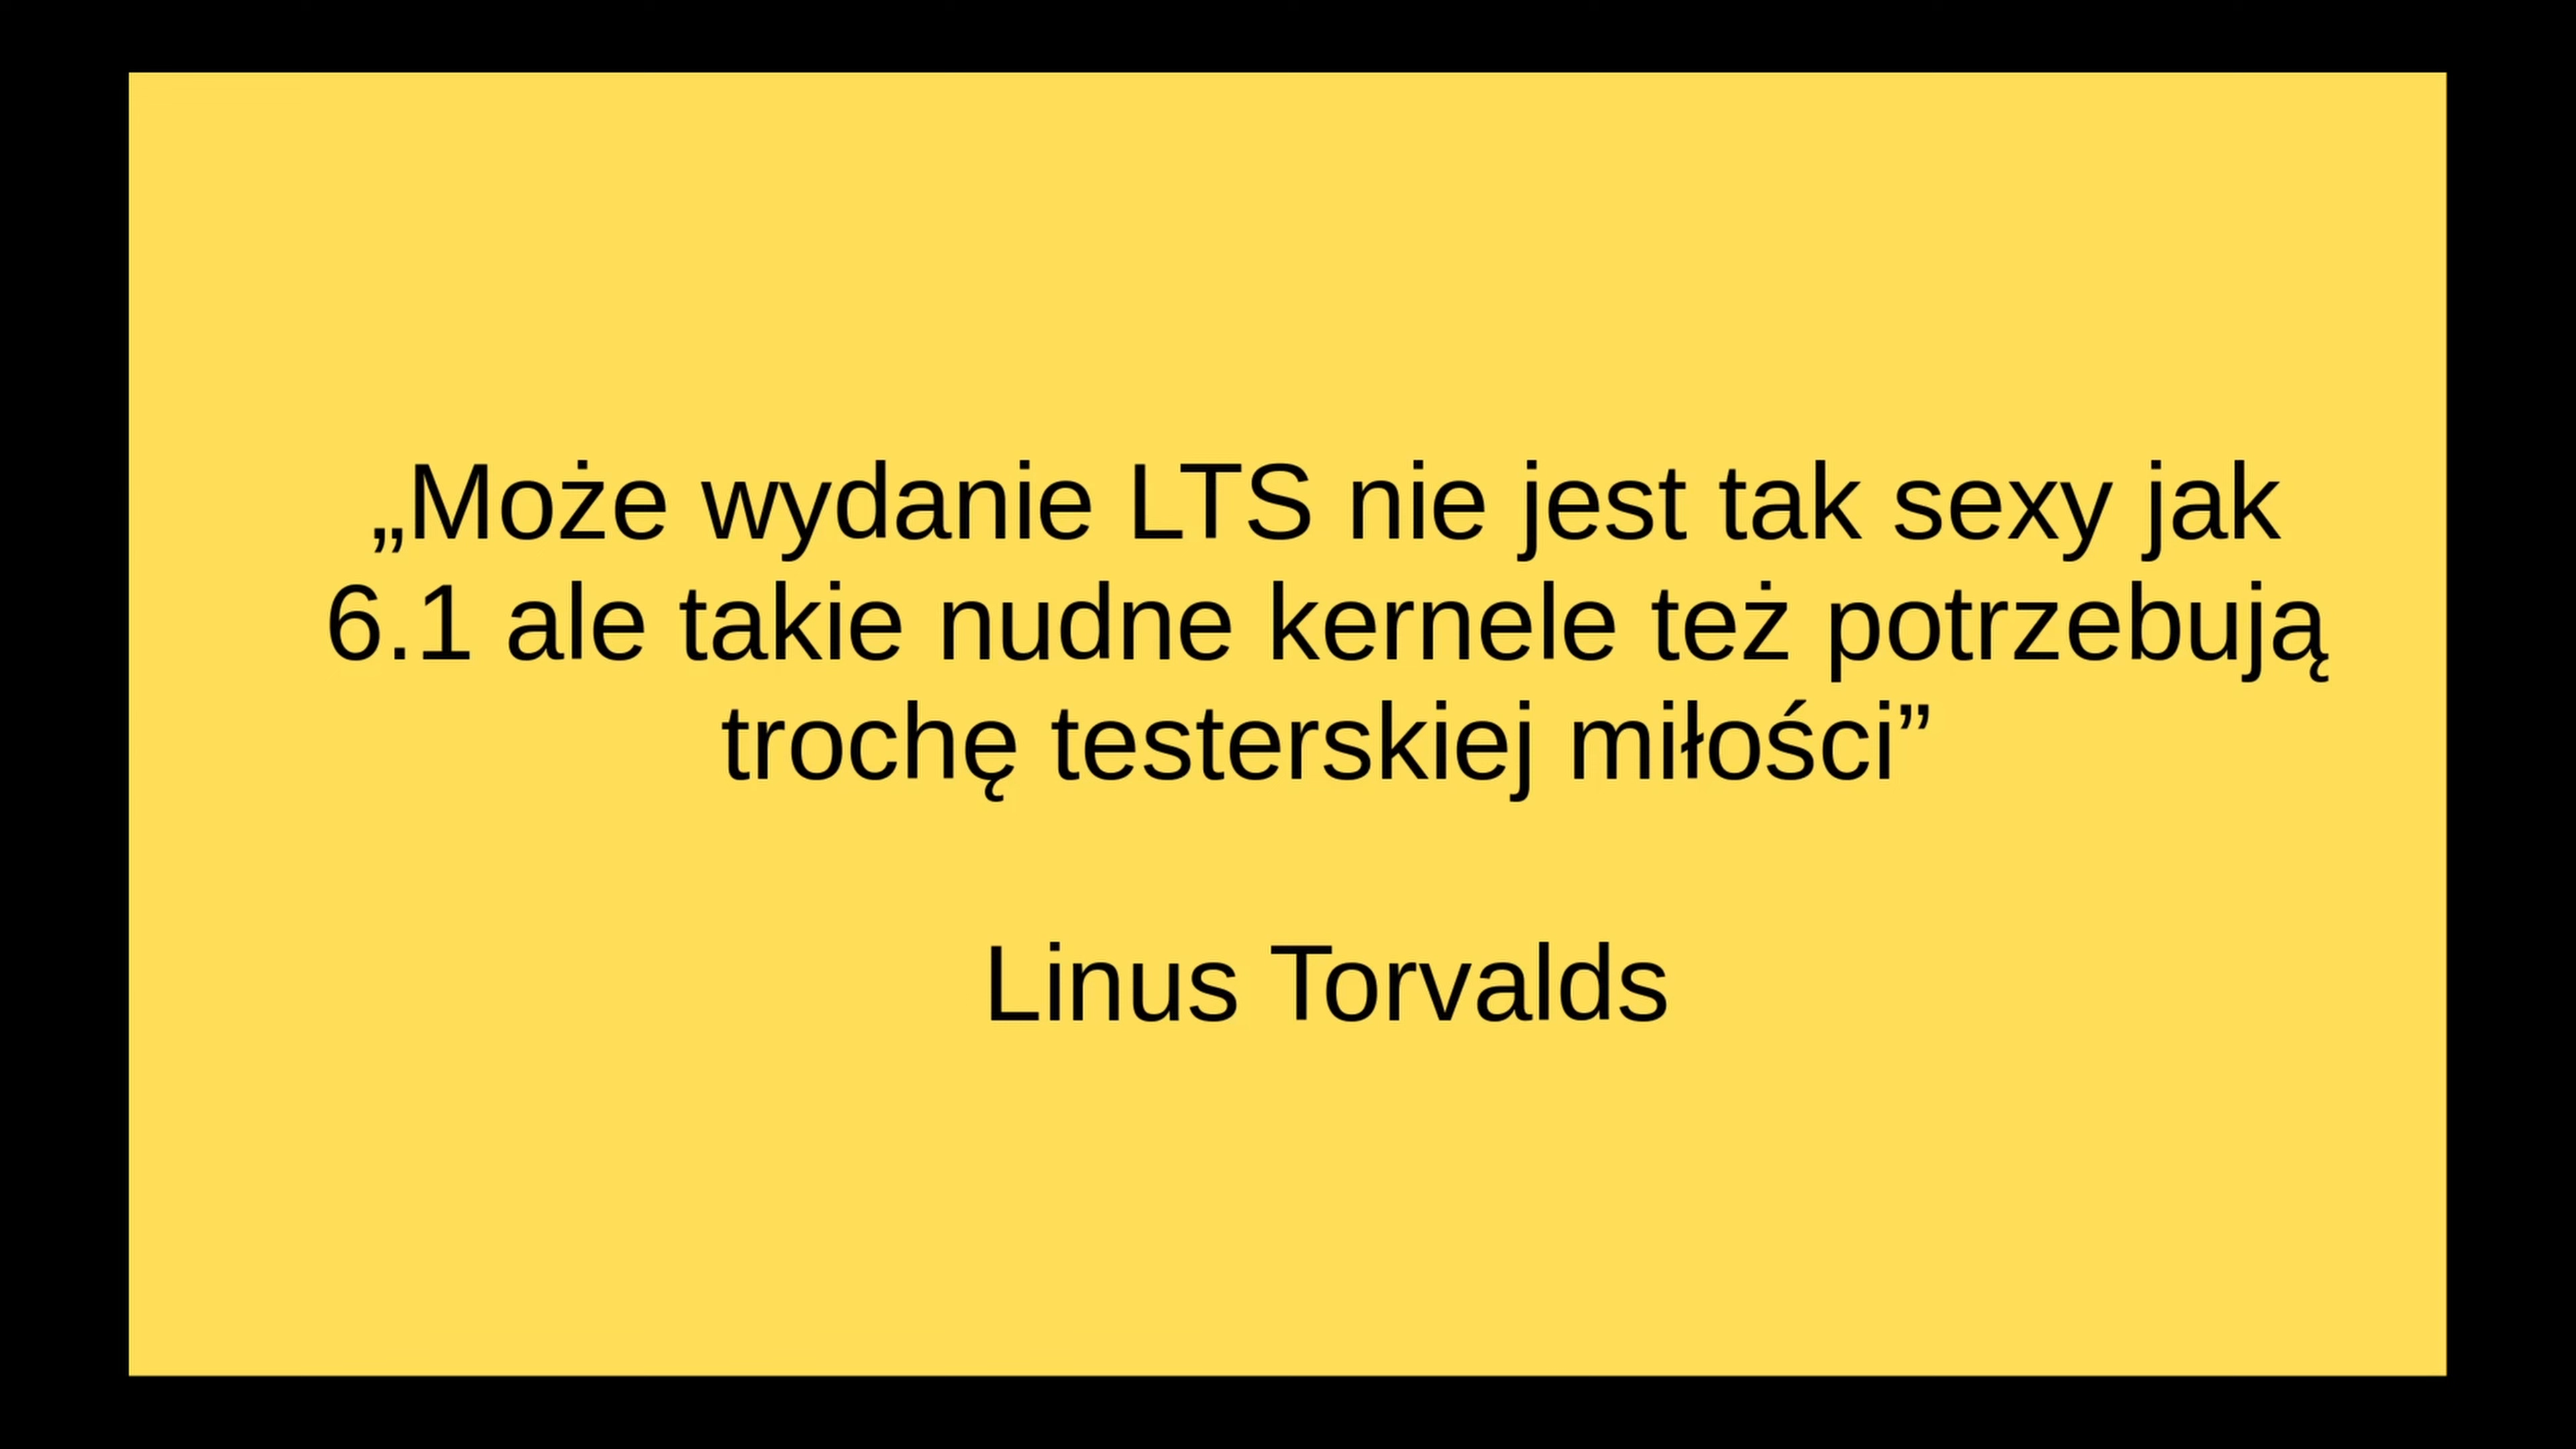 „Może wydanie LTS nie jest tak sexy jak
6.1 ale takie nudne kernele też potrzebują
trochę testerskiej miłości”
Linus Torvalds